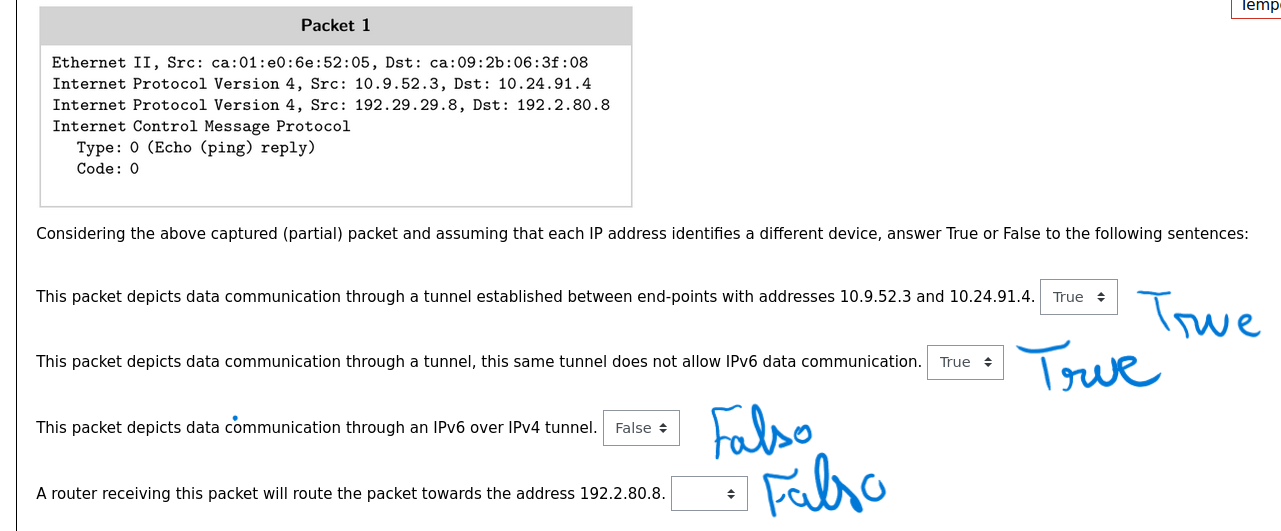 Temp
Packet 1
Ethernet II, Src: ca:01:e0:6e:52:05, Dst: ca:09:2b:06:3f:08
Internet Protocol Version 4, Src: 10.9.52.3, Dst: 10.24.91.4
Internet Protocol Version 4, Src: 192.29.29.8, Dst: 192.2.80.8
Internet Control Message Protocol
Type: 0 (Echo (ping) reply)
Code: 0
Considering the above captured (partial) packet and assuming that each IP address identifies a different device, answer True or False to the following sentences:
This packet depicts data communication through a tunnel established between end-points with addresses 10.9.52.3 and 10.24.91.4. True True
This packet depicts data communication through a tunnel, this same tunnel does not allow IPv6 data communication. True True
This packet depicts data communication through an IPv6 over IPv4 tunnel. False Falso
A router receiving this packet will route the packet towards the address 192.2.80.8. Falso